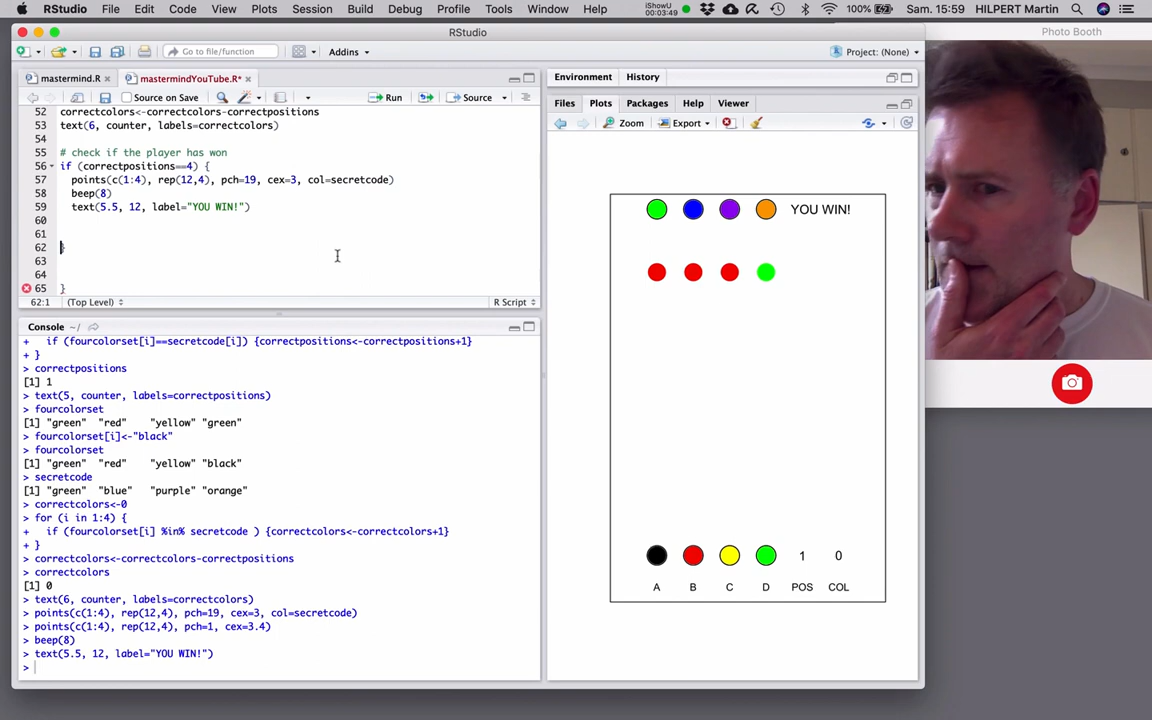 RStudio File Edit Code View Plots Session Build Debug Profile Tools Window Help iShowU 00:03:49 100% Sam. 15:59 HILPERT Martin
RStudio
Photo Booth
Go to file/function Addins Project: (None)
mastermind.R mastermindYouTube.R*
Source on Save Run Source
52 correctcolors<-correctcolors-correctpositions
53 text(6, counter, labels=correctcolors)
54
55 # check if the player has won
56 if (correctpositions==4) {
57 points(c(1:4), rep(12,4), pch=19, cex=3, col=secretcode)
58 beep(8)
59 text(5.5, 12, label="YOU WIN!")
60
61
62 }
63
64
65 }
62:1 (Top Level) R Script
Console ~/
+ if (fourcolorset[i]==secretcode[i]) {correctpositions<-correctpositions+1}
+ }
> correctpositions
[1] 1
> text(5, counter, labels=correctpositions)
> fourcolorset
[1] "green" "red" "yellow" "green"
> fourcolorset[i]<-"black"
> fourcolorset
[1] "green" "red" "yellow" "black"
> secretcode
[1] "green" "blue" "purple" "orange"
> correctcolors<-0
> for (i in 1:4) {
+ if (fourcolorset[i] %in% secretcode ) {correctcolors<-correctcolors+1}
+ }
> correctcolors<-correctcolors-correctpositions
> correctcolors
[1] 0
> text(6, counter, labels=correctcolors)
> points(c(1:4), rep(12,4), pch=19, cex=3, col=secretcode)
> points(c(1:4), rep(12,4), pch=1, cex=3.4)
> beep(8)
> text(5.5, 12, label="YOU WIN!")
>
Environment History
Files Plots Packages Help Viewer
Zoom Export
YOU WIN!
1 0
A B C D POS COL